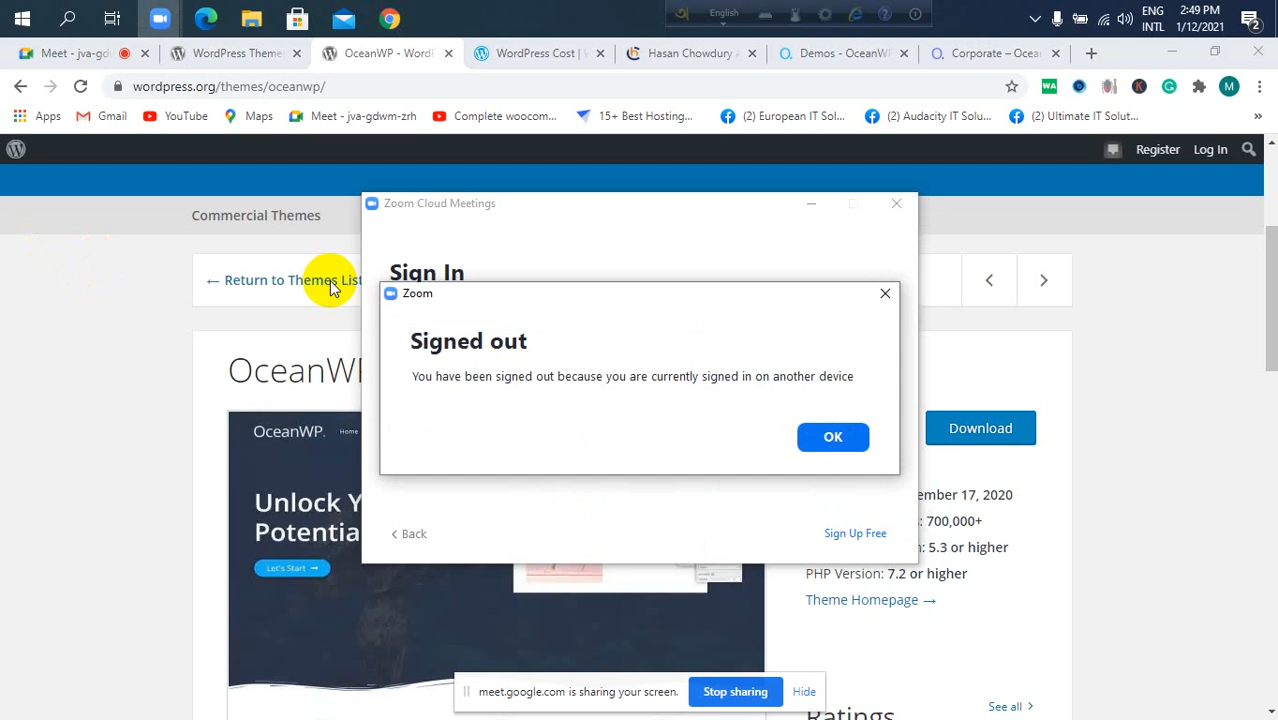 English
ENG
INTL
2:49 PM
1/12/2021
Meet - jva-gd
WordPress Theme
OceanWP - WordP
WordPress Cost | V
Hasan Chowdury A
Demos - OceanW
Corporate – Ocea
wordpress.org/themes/oceanwp/
M
Apps
Gmail
YouTube
Maps
Meet - jva-gdwm-zrh
Complete woocom...
15+ Best Hosting...
(2) European IT Sol...
(2) Audacity IT Solu...
(2) Ultimate IT Solut...
»
Register
Log In
Commercial Themes
Zoom Cloud Meetings
← Return to Themes List
Sign In
Zoom
Signed out
You have been signed out because you are currently signed in on another device
OK
OceanWP
OceanWP.
Home
Download
Unlock Y
Potentia
Let's Start →
ember 17, 2020
: 700,000+
: 5.3 or higher
PHP Version: 7.2 or higher
Theme Homepage →
Back
Sign Up Free
meet.google.com is sharing your screen.
Stop sharing
Hide
Ratings
See all